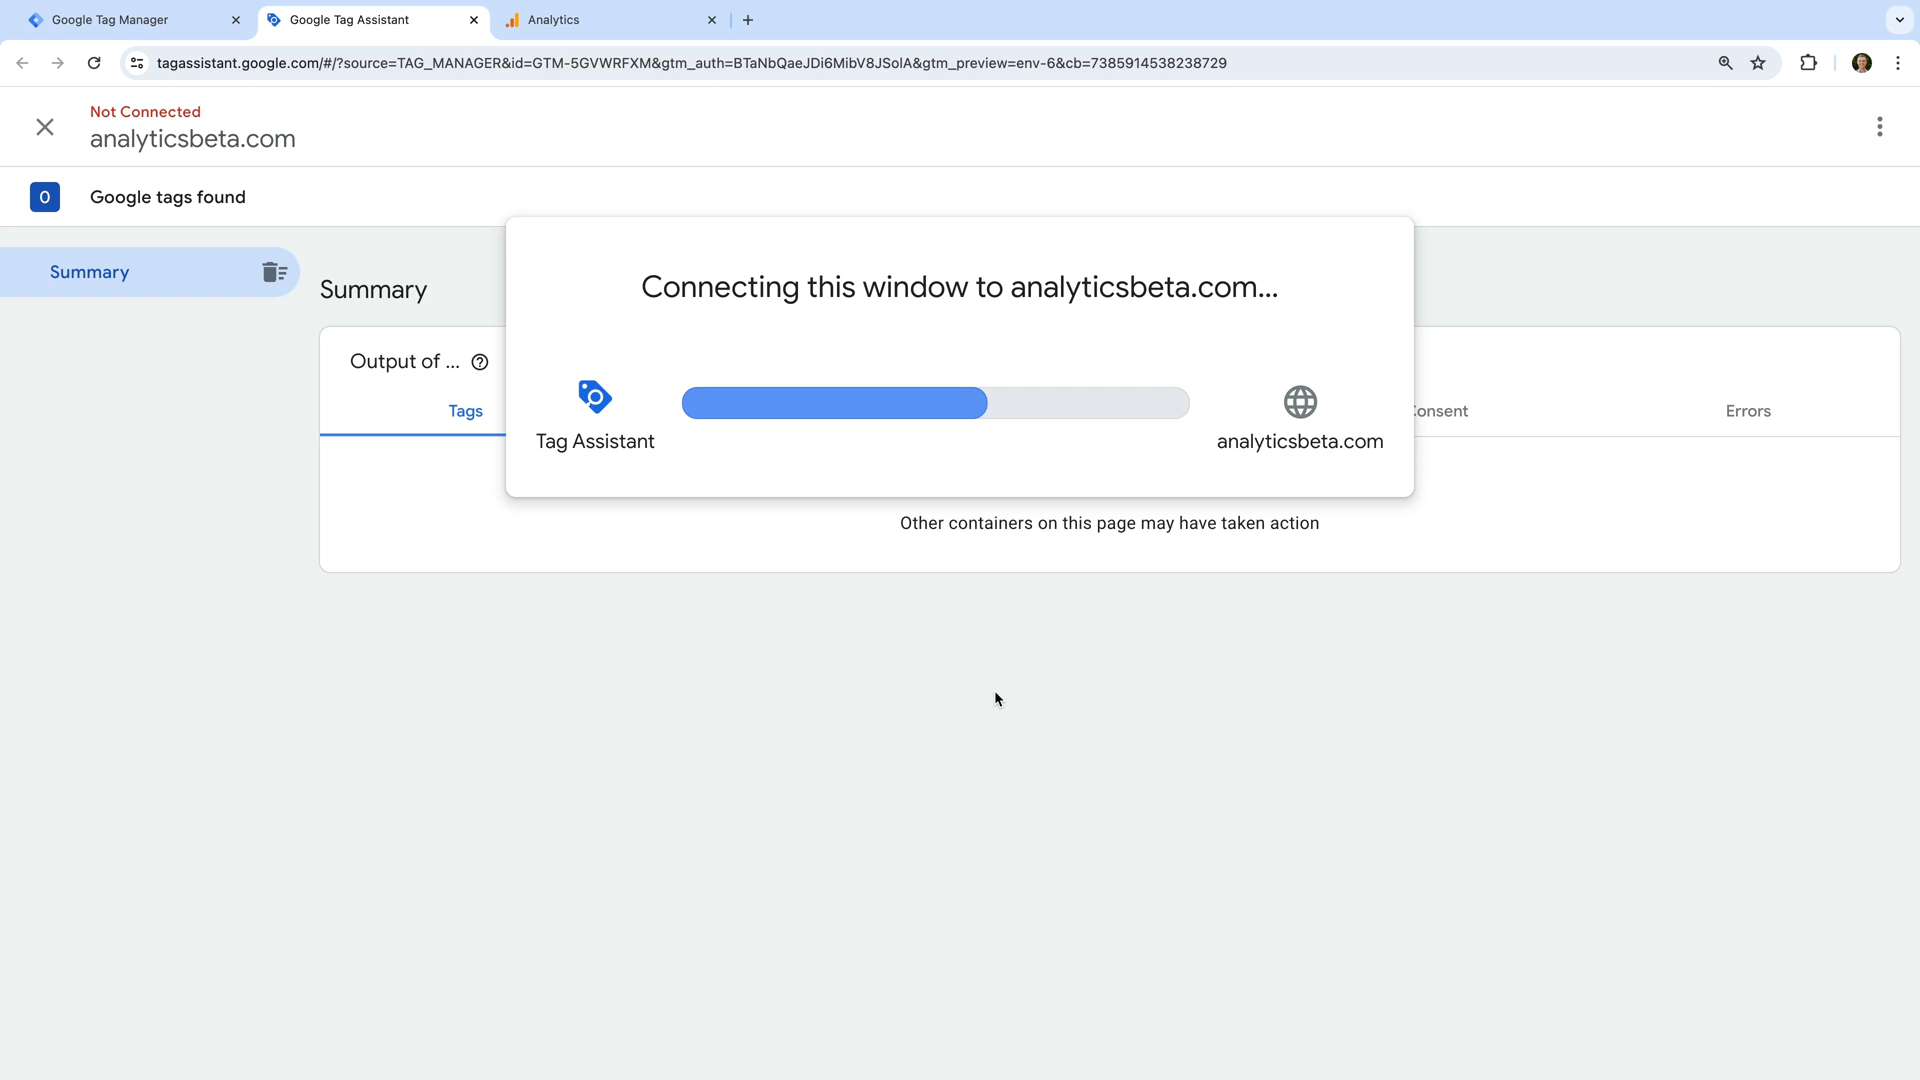 Google Tag Manager
Google Tag Assistant
Analytics
tagassistant.google.com/#/?source=TAG_MANAGER&id=GTM-5GVWRFXM&gtm_auth=BTaNbQaeJDi6MibV8JSolA&gtm_preview=env-6&cb=7385914538238729
Not Connected
analyticsbeta.com
0 Google tags found
Summary
Summary
Connecting this window to analyticsbeta.com...
Output of ...
Tags
Consent
Errors
Tag Assistant
analyticsbeta.com
Other containers on this page may have taken action